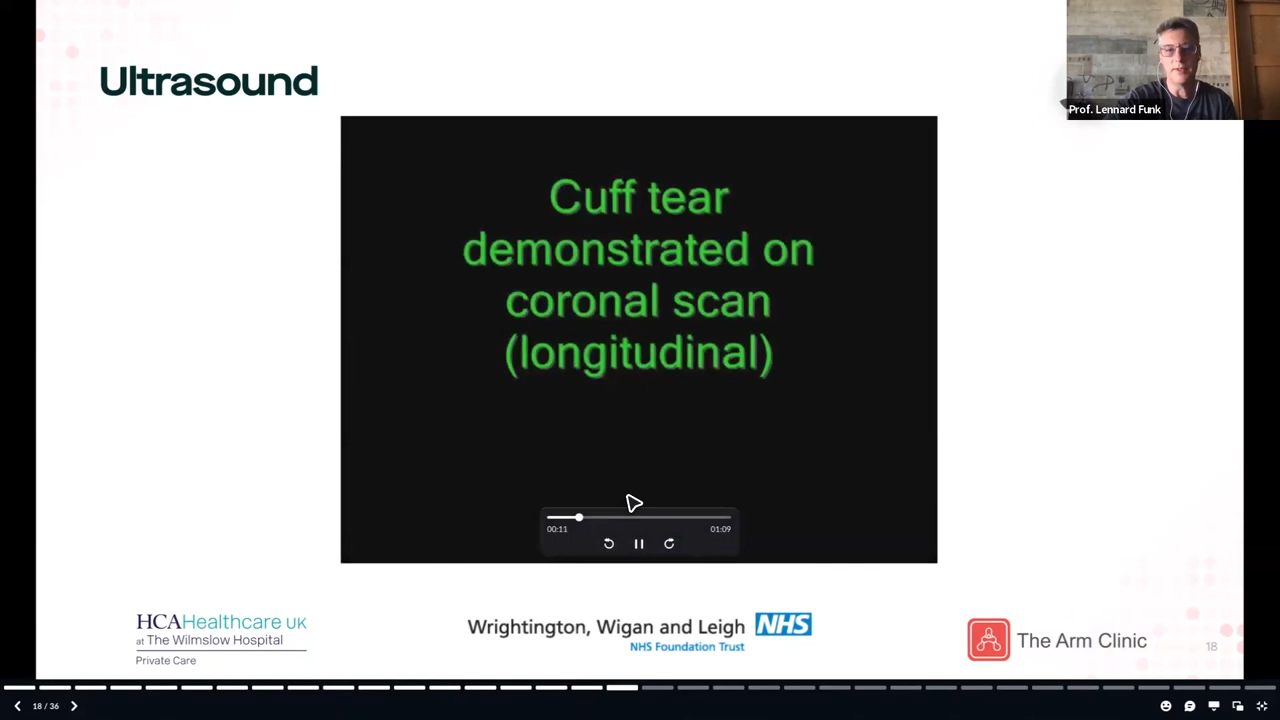 Ultrasound
Prof. Lennard Funk
Cuff tear
demonstrated on
coronal scan
(longitudinal)
00:11
01:09
HCAHealthcare UK
at The Wilmslow Hospital
Private Care
Wrightington, Wigan and Leigh NHS
NHS Foundation Trust
The Arm Clinic
18
18 / 36